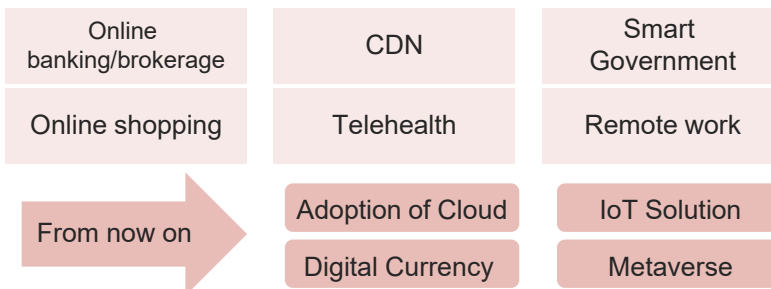 Online
banking/brokerage
CDN
Smart
Government
Online shopping
Telehealth
Remote work
From now on
Adoption of Cloud
IoT Solution
Digital Currency
Metaverse